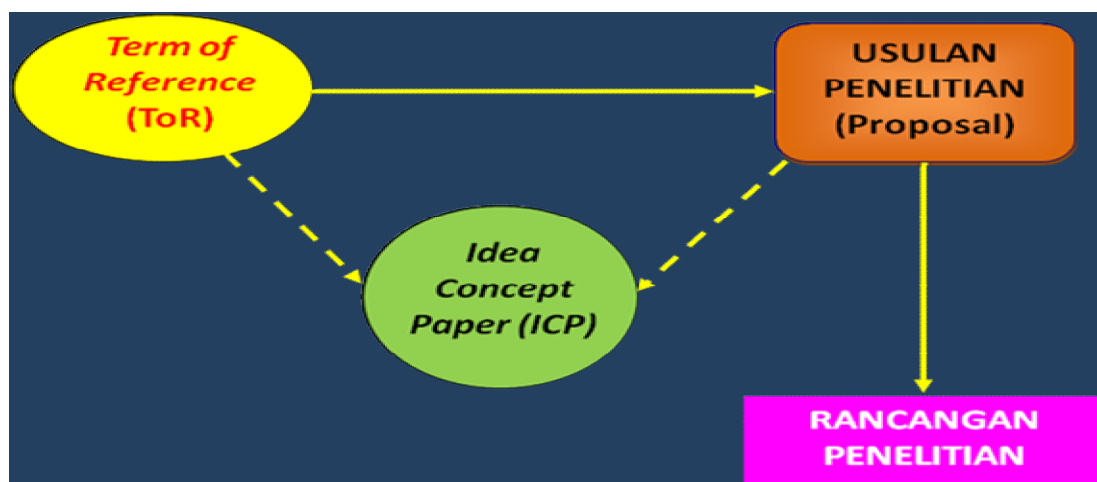 Term of
Reference
(ToR)
USULAN
PENELITIAN
(Proposal)
Idea
Concept
Paper (ICP)
RANCANGAN
PENELITIAN